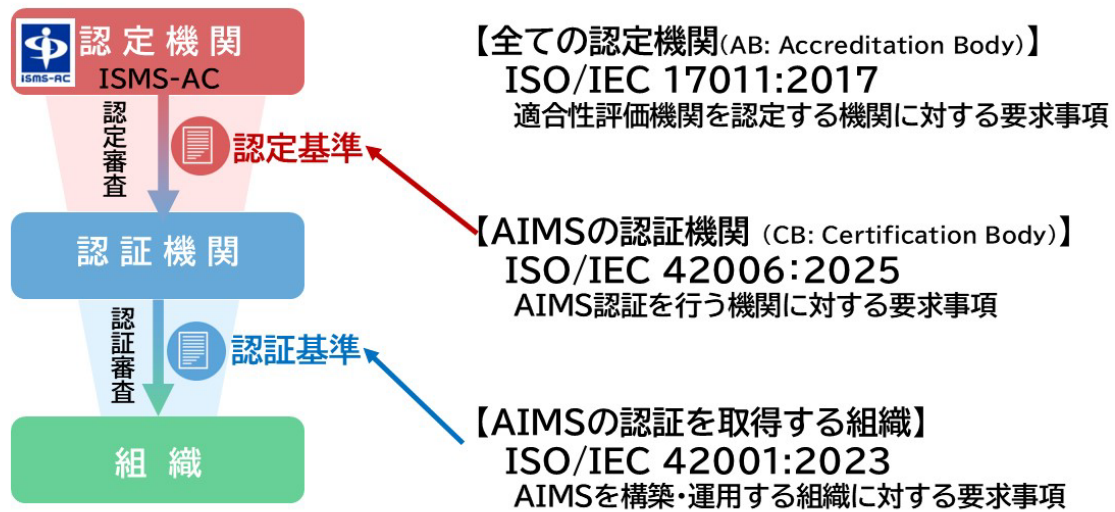 認定機関
ISMS-AC
ISMS-AC
認定審査
認定基準
認証機関
認証審査
認証基準
組織
【全ての認定機関(AB: Accreditation Body)】
ISO/IEC 17011:2017
適合性評価機関を認定する機関に対する要求事項
【AIMSの認証機関 (CB: Certification Body)】
ISO/IEC 42006:2025
AIMS認証を行う機関に対する要求事項
【AIMSの認証を取得する組織】
ISO/IEC 42001:2023
AIMSを構築・運用する組織に対する要求事項